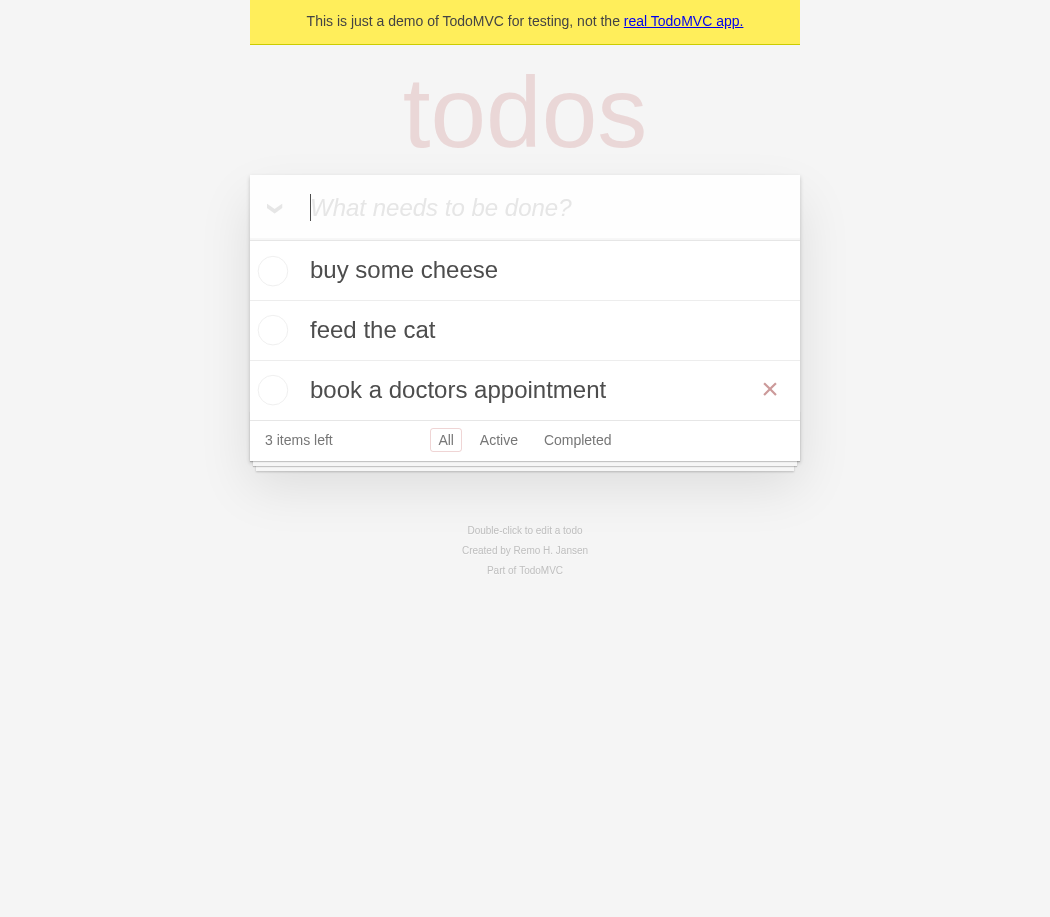 This is just a demo of TodoMVC for testing, not the real TodoMVC app.
todos
What needs to be done?
buy some cheese
feed the cat
book a doctors appointment
3 items left All Active Completed
Double-click to edit a todo
Created by Remo H. Jansen
Part of TodoMVC